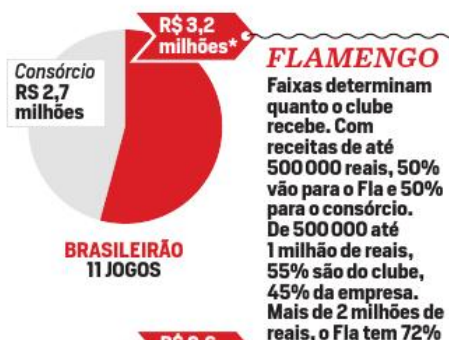 R$ 3,2
milhões*
Consórcio
RS 2,7
milhões
BRASILEIRÃO
11 JOGOS
FLAMENGO
Faixas determinam
quanto o clube
recebe. Com
receitas de até
500 000 reais, 50%
vão para o Fla e 50%
para o consórcio.
De 500 000 até
1 milhão de reais,
55% são do clube,
45% da empresa.
Mais de 2 milhões de
reais, o Fla tem 72%